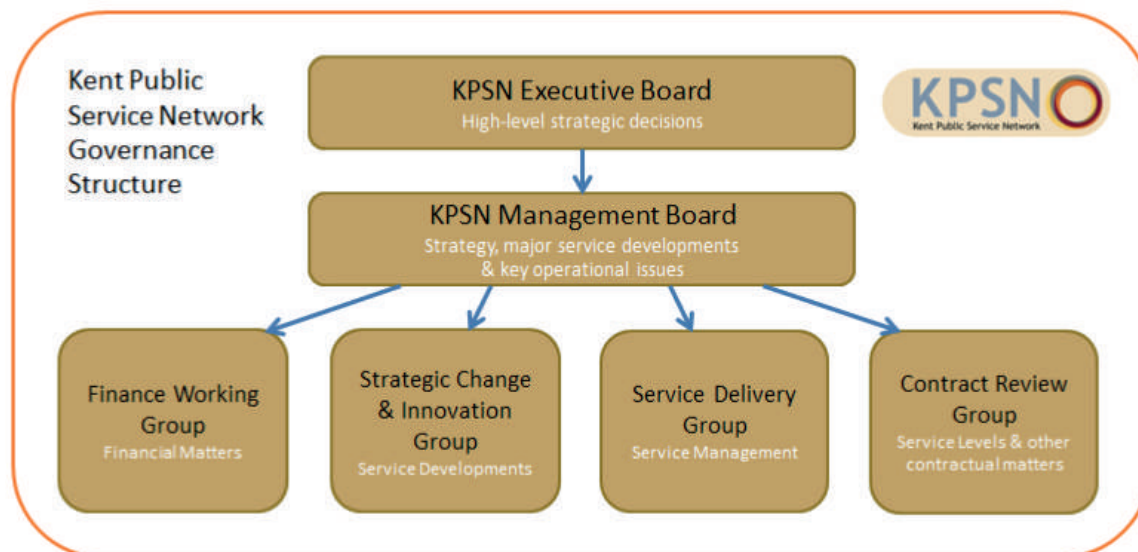 Kent Public
Service Network
Governance
Structure
KPSN Executive Board
High-level strategic decisions
KPSN
Kent Public Service Network
KPSN Management Board
Strategy, major service developments
& key operational issues
Finance Working
Group
Financial Matters
Strategic Change
& Innovation
Group
Service Developments
Service Delivery
Group
Service Management
Contract Review
Group
Service Levels & other
contractual matters